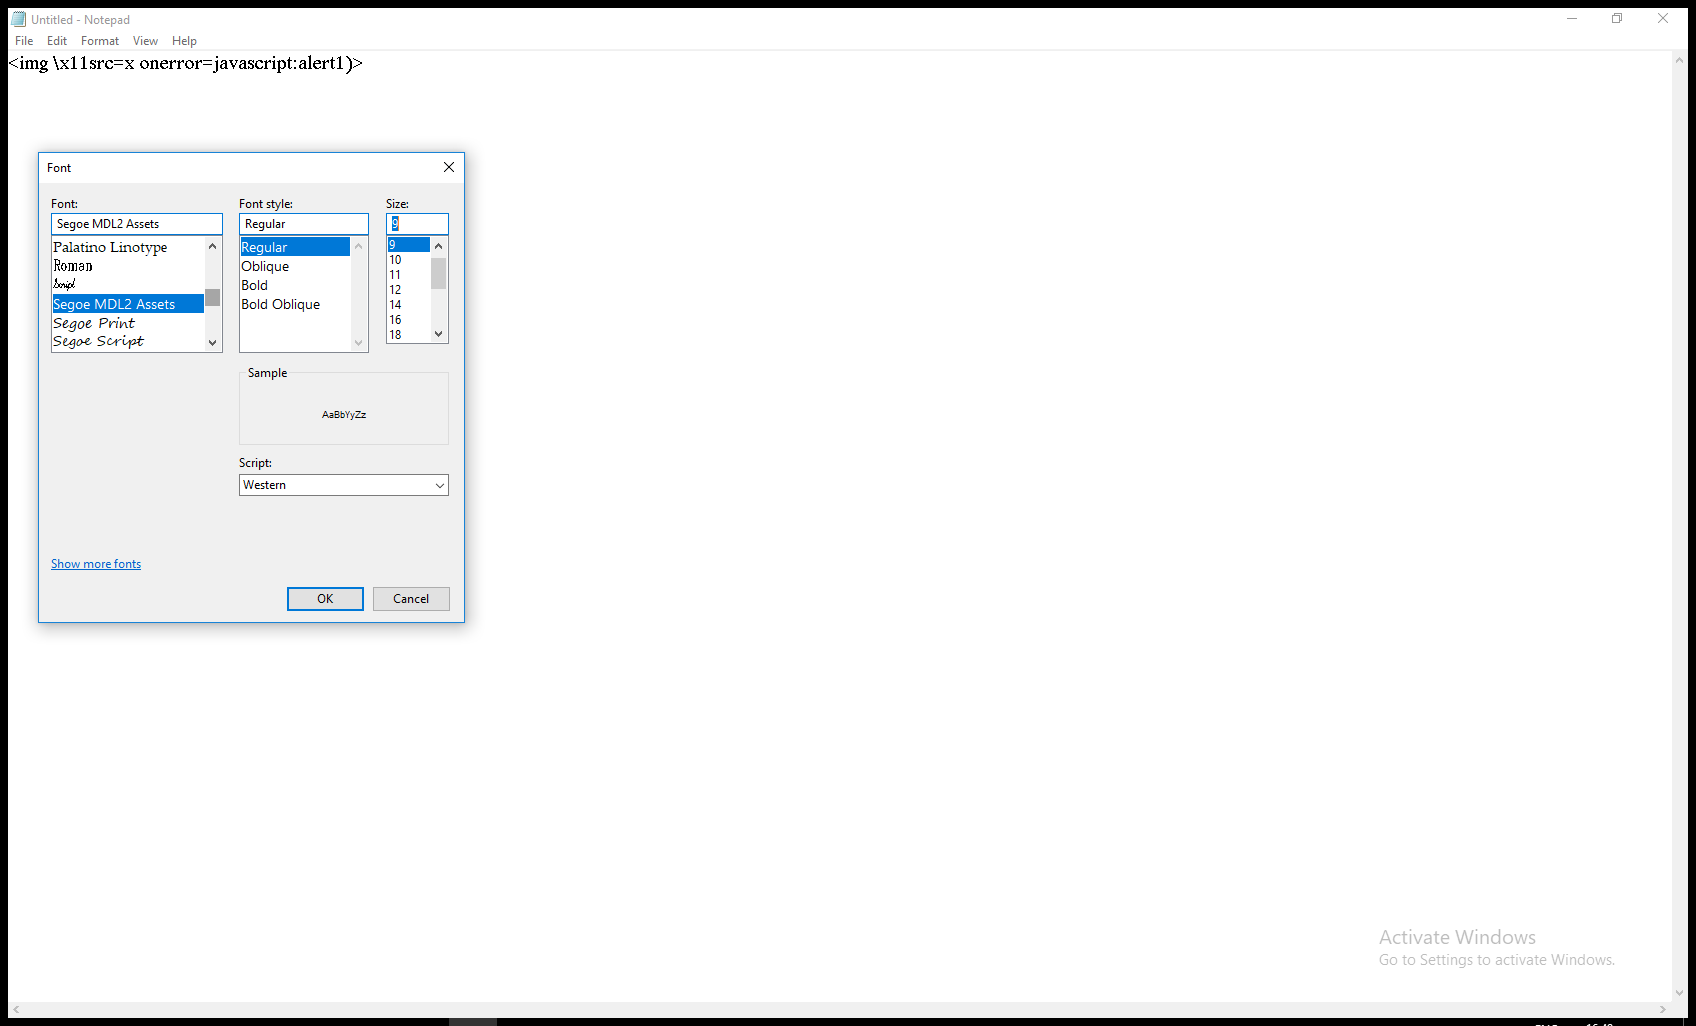 Untitled - Notepad
File Edit Format View Help
<img \x11src=x onerror=javascript:alert1)>
Font
Font:
Segoe MDL2 Assets
Palatino Linotype
Roman
Script
Segoe MDL2 Assets
Segoe Print
Segoe Script
Font style:
Regular
Regular
Oblique
Bold
Bold Oblique
Size:
9
9
10
11
12
14
16
18
Sample
AaBbYyZz
Script:
Western
Show more fonts
OK Cancel
Activate Windows
Go to Settings to activate Windows.